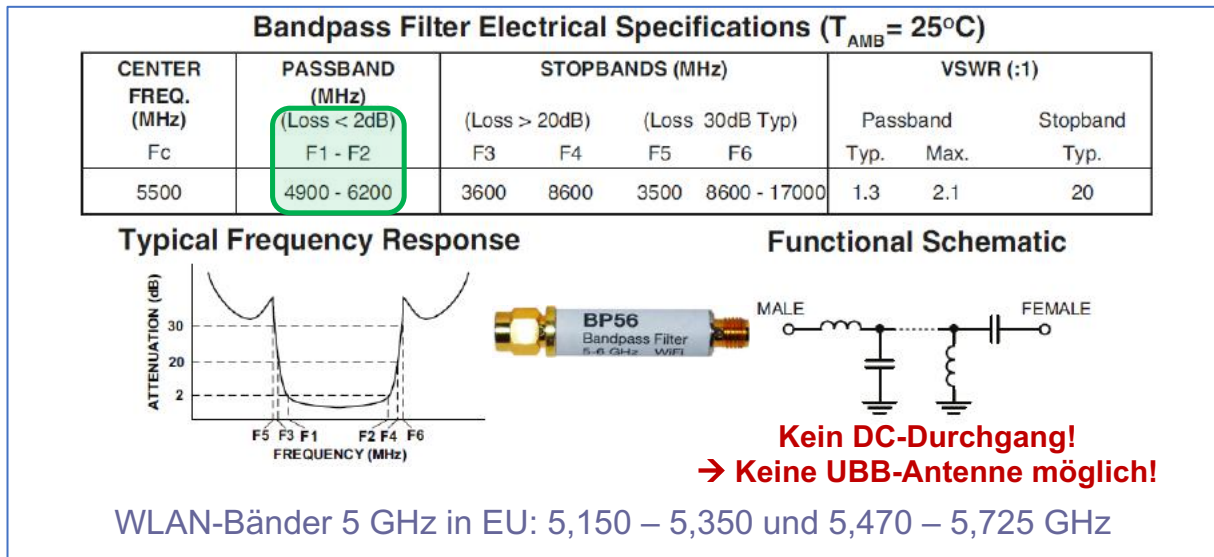 Bandpass Filter Electrical Specifications (T_AMB = 25°C)
CENTER FREQ. (MHz) PASSBAND (MHz) STOPBANDS (MHz) VSWR (:1)
(Loss < 2dB) (Loss > 20dB) (Loss 30dB Typ) Passband Stopband
Fc F1 - F2 F3 F4 F5 F6 Typ. Max. Typ.
5500 4900 - 6200 3600 8600 3500 8600 - 17000 1.3 2.1 20
Typical Frequency Response
ATTENUATION (dB)
30
20
2
F5 F3 F1 F2 F4 F6
FREQUENCY (MHz)
BP56
Bandpass Filter
5-6 GHz WiFi
Functional Schematic
MALE FEMALE
Kein DC-Durchgang!
→ Keine UBB-Antenne möglich!
WLAN-Bänder 5 GHz in EU: 5,150 – 5,350 und 5,470 – 5,725 GHz